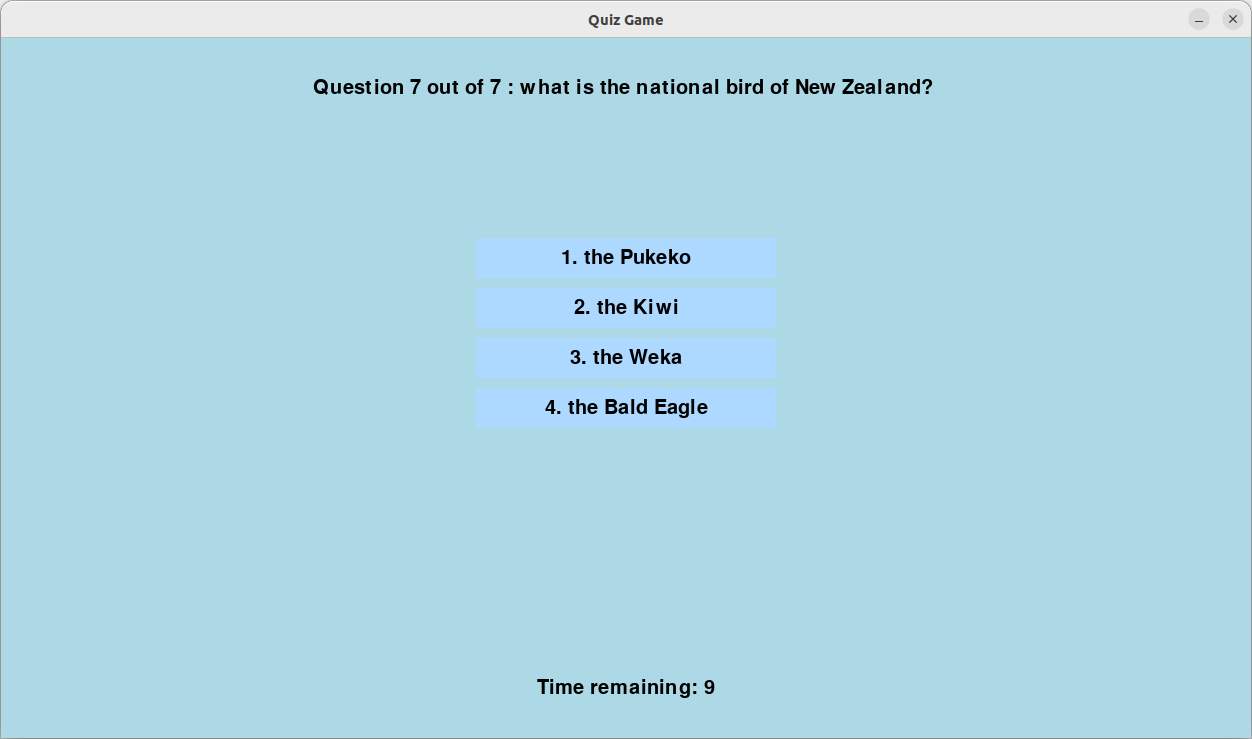 Quiz Game
Question 7 out of 7 : what is the national bird of New Zealand?
1. the Pukeko
2. the Kiwi
3. the Weka
4. the Bald Eagle
Time remaining: 9